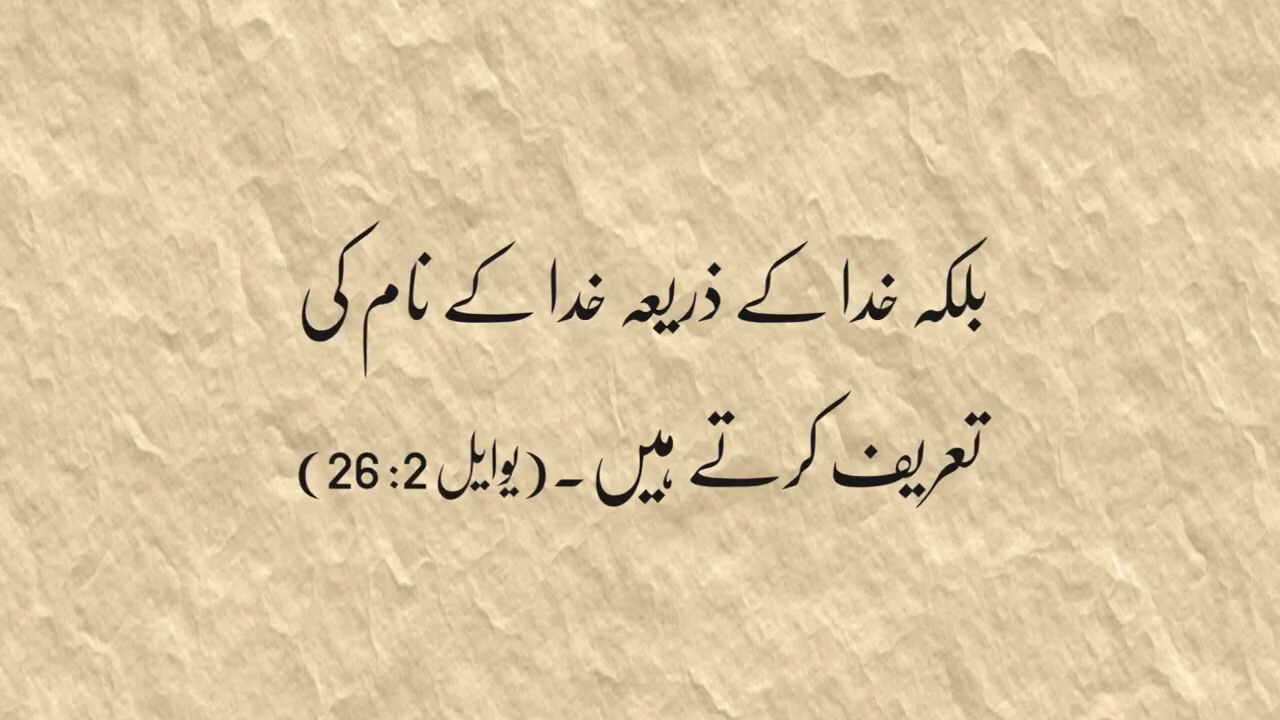 بلکہ خدا کے ذریعہ خدا کے نام کی
تعریف کرتے ہیں ۔ (یوایل 2: 26)